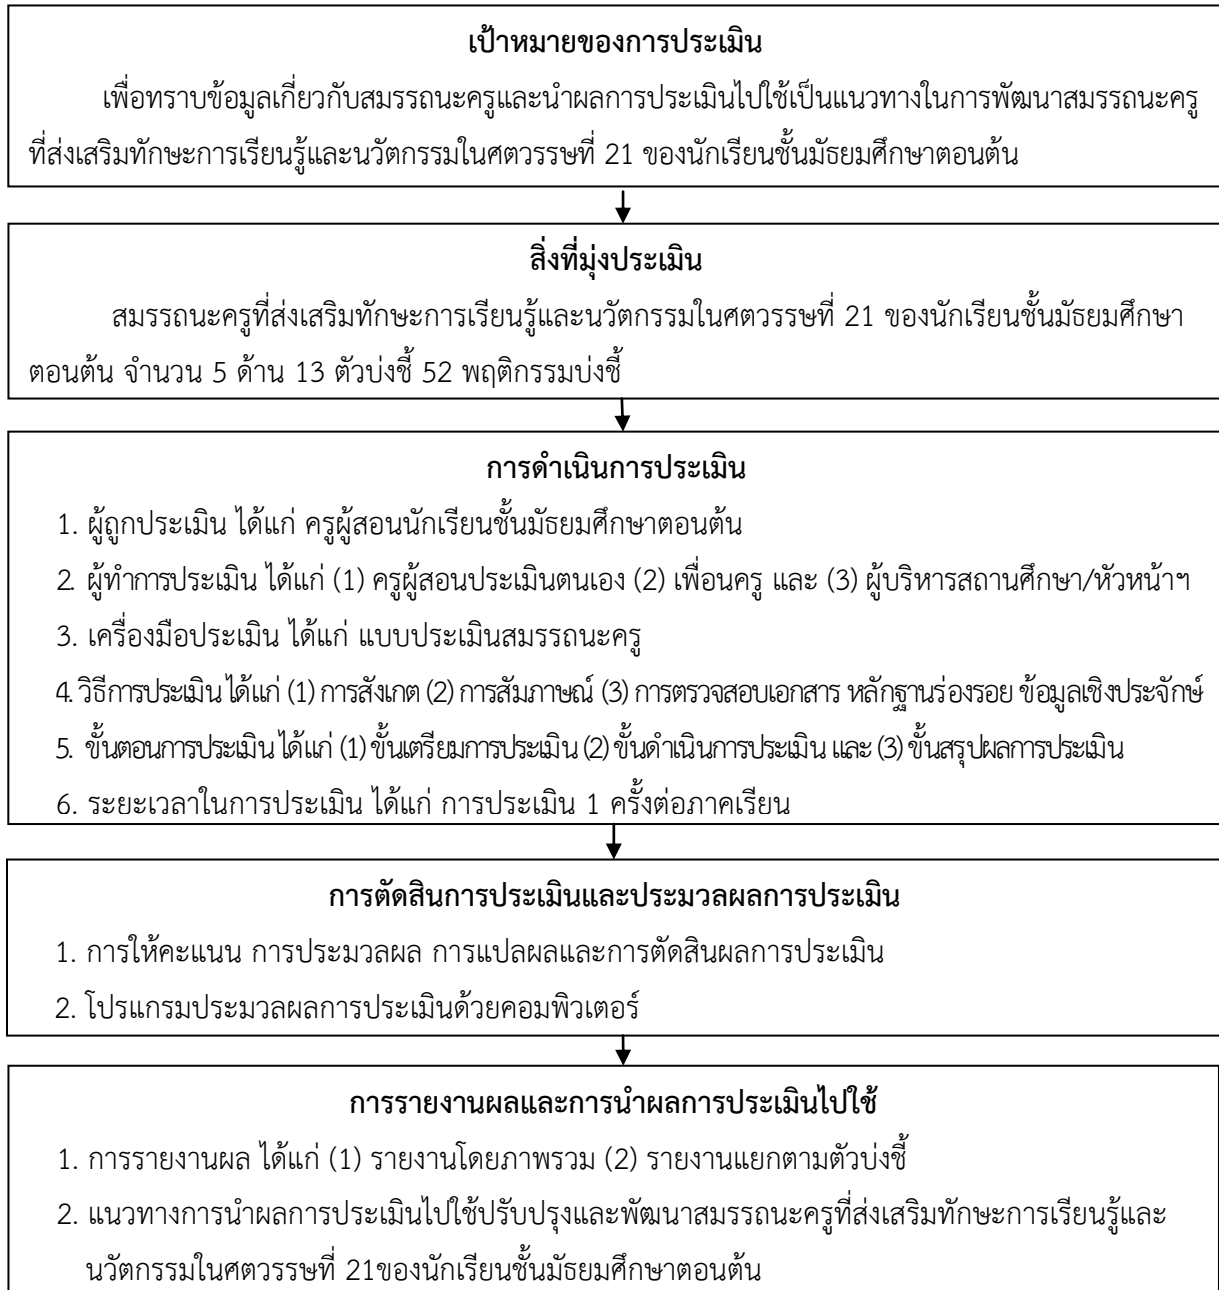 เป้าหมายของการประเมิน
เพื่อทราบข้อมูลเกี่ยวกับสมรรถนะครูและนำผลการประเมินไปใช้เป็นแนวทางในการพัฒนาสมรรถนะครู
ที่ส่งเสริมทักษะการเรียนรู้และนวัตกรรมในศตวรรษที่ 21 ของนักเรียนชั้นมัธยมศึกษาตอนต้น
สิ่งที่มุ่งประเมิน
สมรรถนะครูที่ส่งเสริมทักษะการเรียนรู้และนวัตกรรมในศตวรรษที่ 21 ของนักเรียนชั้นมัธยมศึกษา
ตอนต้น จำนวน 5 ด้าน 13 ตัวบ่งชี้ 52 พฤติกรรมบ่งชี้
การดำเนินการประเมิน
1. ผู้ถูกประเมิน ได้แก่ ครูผู้สอนนักเรียนชั้นมัธยมศึกษาตอนต้น
2. ผู้ทำการประเมิน ได้แก่ (1) ครูผู้สอนประเมินตนเอง (2) เพื่อนครู และ (3) ผู้บริหารสถานศึกษา/หัวหน้าฯ
3. เครื่องมือประเมิน ได้แก่ แบบประเมินสมรรถนะครู
4. วิธีการประเมิน ได้แก่ (1) การสังเกต (2) การสัมภาษณ์ (3) การตรวจสอบเอกสาร หลักฐานร่องรอย ข้อมูลเชิงประจักษ์
5. ขั้นตอนการประเมิน ได้แก่ (1) ขั้นเตรียมการประเมิน (2) ขั้นดำเนินการประเมิน และ (3) ขั้นสรุปผลการประเมิน
6. ระยะเวลาในการประเมิน ได้แก่ การประเมิน 1 ครั้งต่อภาคเรียน
การตัดสินการประเมินและประมวลผลการประเมิน
1. การให้คะแนน การประมวลผล การแปลผลและการตัดสินผลการประเมิน
2. โปรแกรมประมวลผลการประเมินด้วยคอมพิวเตอร์
การรายงานผลและการนำผลการประเมินไปใช้
1. การรายงานผล ได้แก่ (1) รายงานโดยภาพรวม (2) รายงานแยกตามตัวบ่งชี้
2. แนวทางการนำผลการประเมินไปใช้ปรับปรุงและพัฒนาสมรรถนะครูที่ส่งเสริมทักษะการเรียนรู้และ
นวัตกรรมในศตวรรษที่ 21ของนักเรียนชั้นมัธยมศึกษาตอนต้น